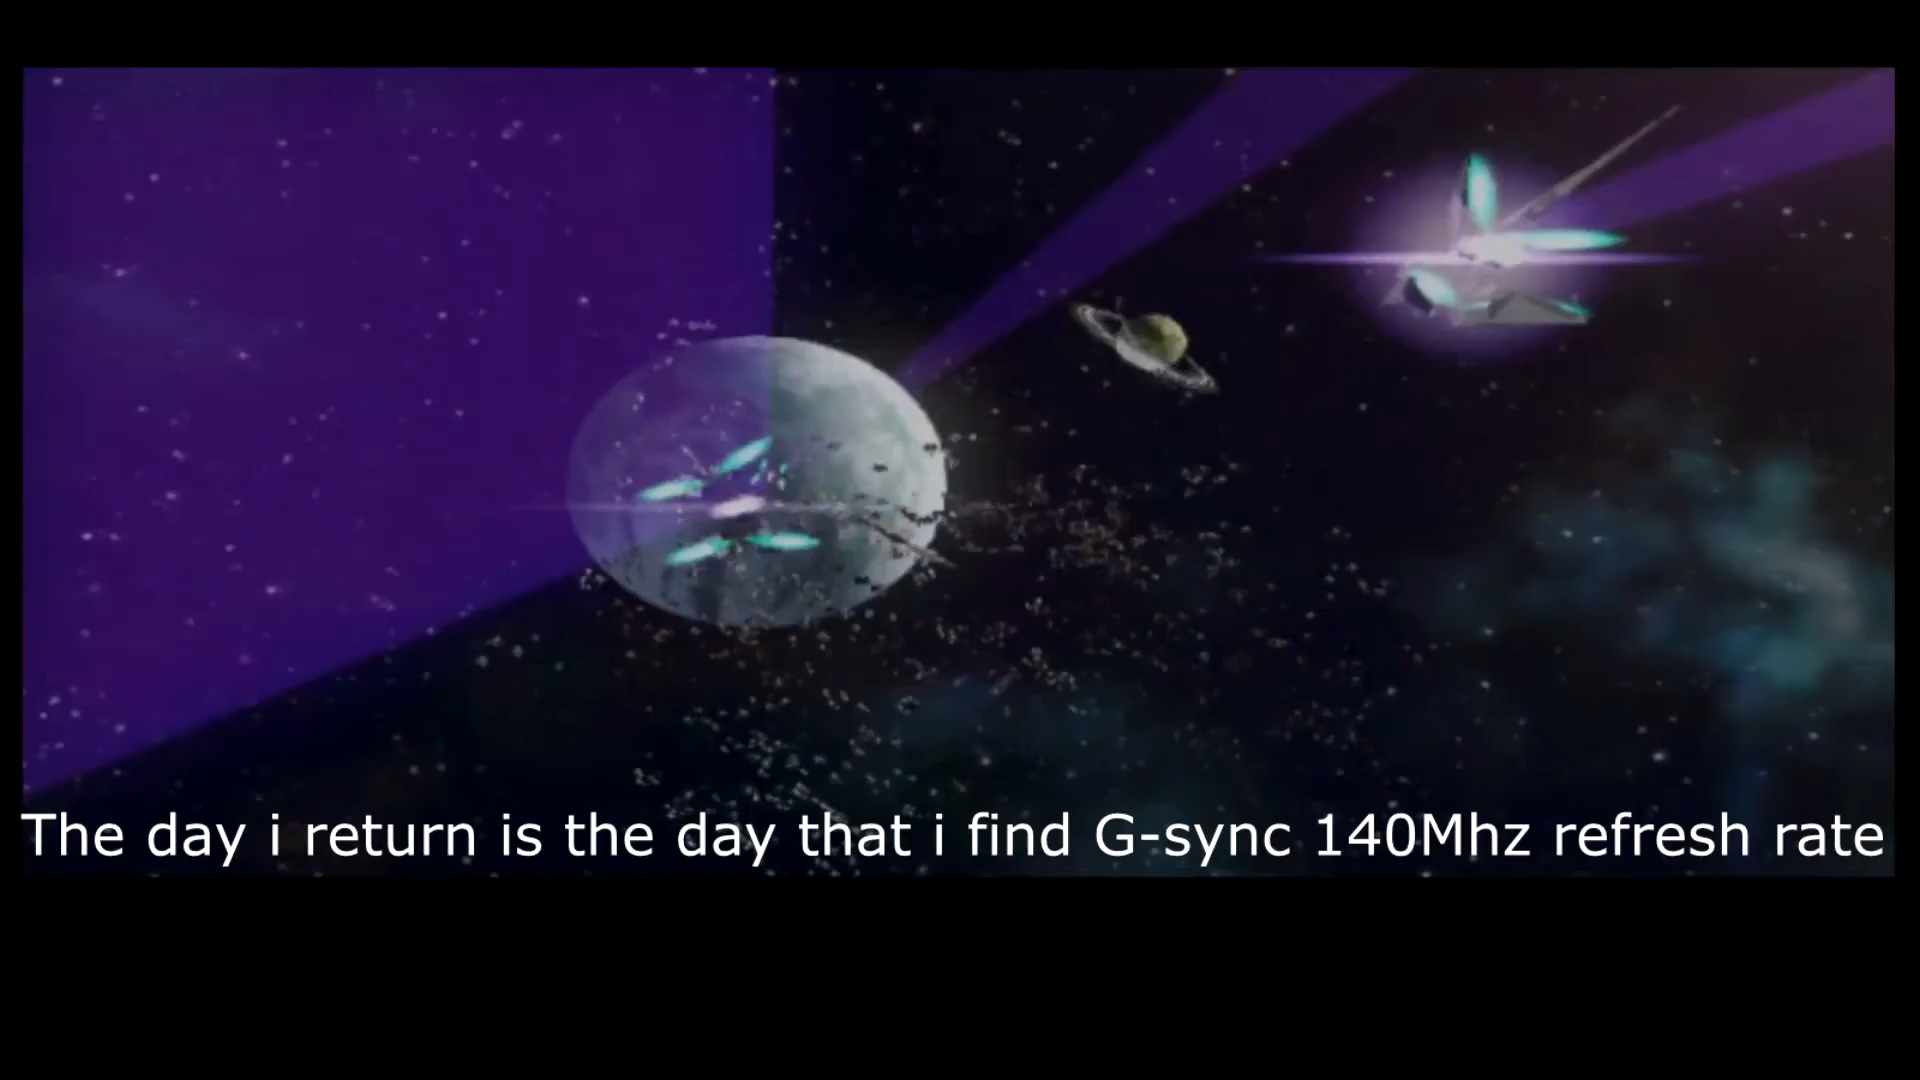 The day i return is the day that i find G-sync 140Mhz refresh rate